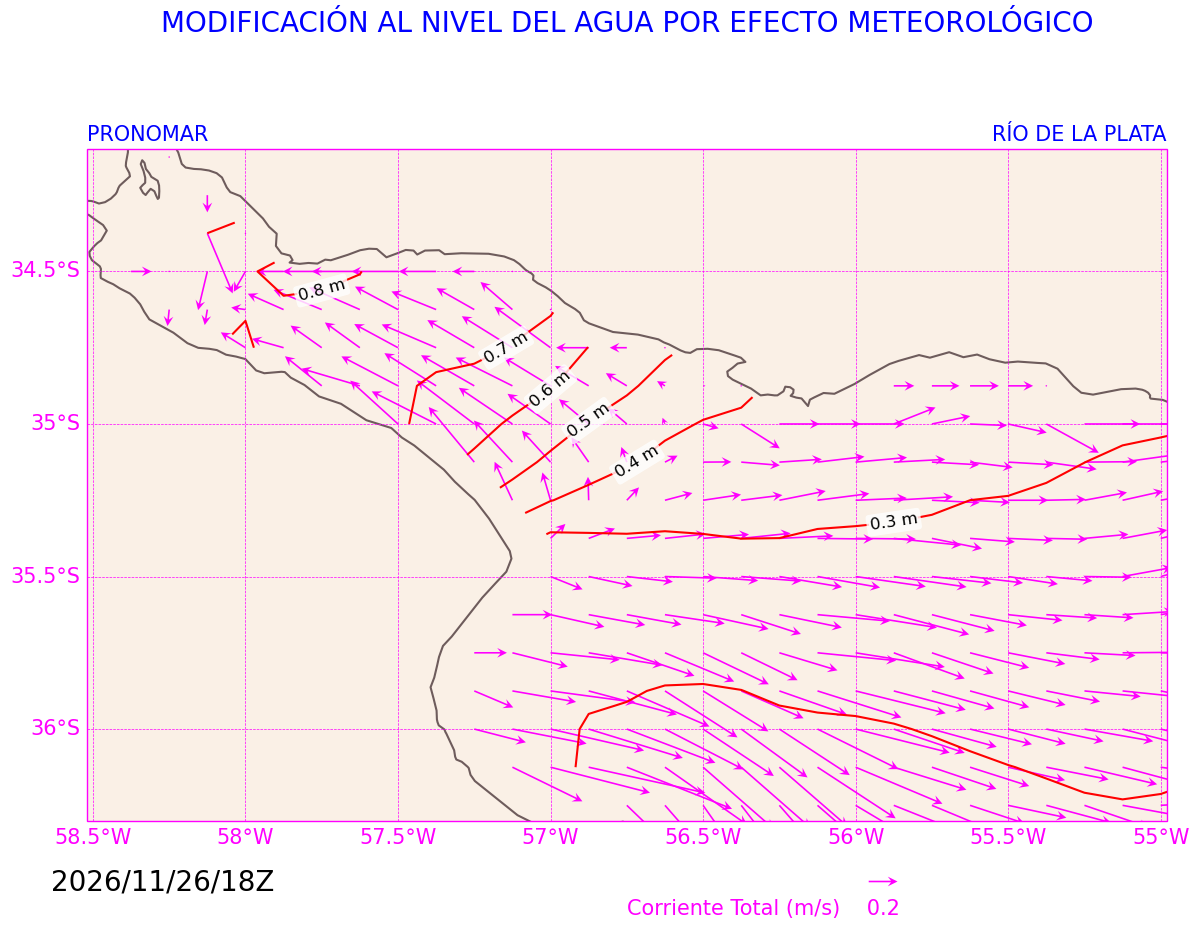 MODIFICACIÓN AL NIVEL DEL AGUA POR EFECTO METEOROLÓGICO
PRONOMAR
RÍO DE LA PLATA
34.5°S
35°S
35.5°S
36°S
0.8 m
0.7 m
0.6 m
0.5 m
0.4 m
0.3 m
58.5°W
58°W
57.5°W
57°W
56.5°W
56°W
55.5°W
55°W
2026/11/26/18Z
Corriente Total (m/s) 0.2